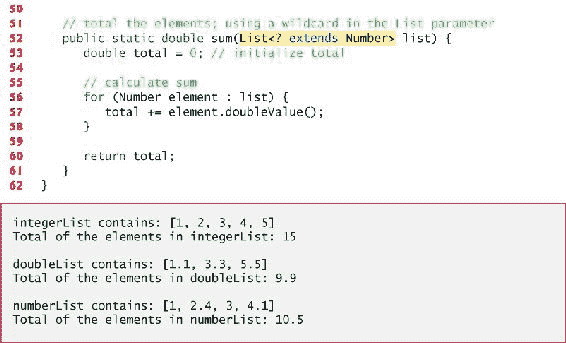 50
51 // total the elements; using a wildcard in the List parameter
52 public static double sum(List<? extends Number> list) {
53 double total = 0; // initialize total
54
55 // calculate sum
56 for (Number element : list) {
57 total += element.doubleValue();
58 }
59
60 return total;
61 }
62 }
integerList contains: [1, 2, 3, 4, 5]
Total of the elements in integerList: 15
doubleList contains: [1.1, 3.3, 5.5]
Total of the elements in doubleList: 9.9
numberList contains: [1, 2.4, 3, 4.1]
Total of the elements in numberList: 10.5